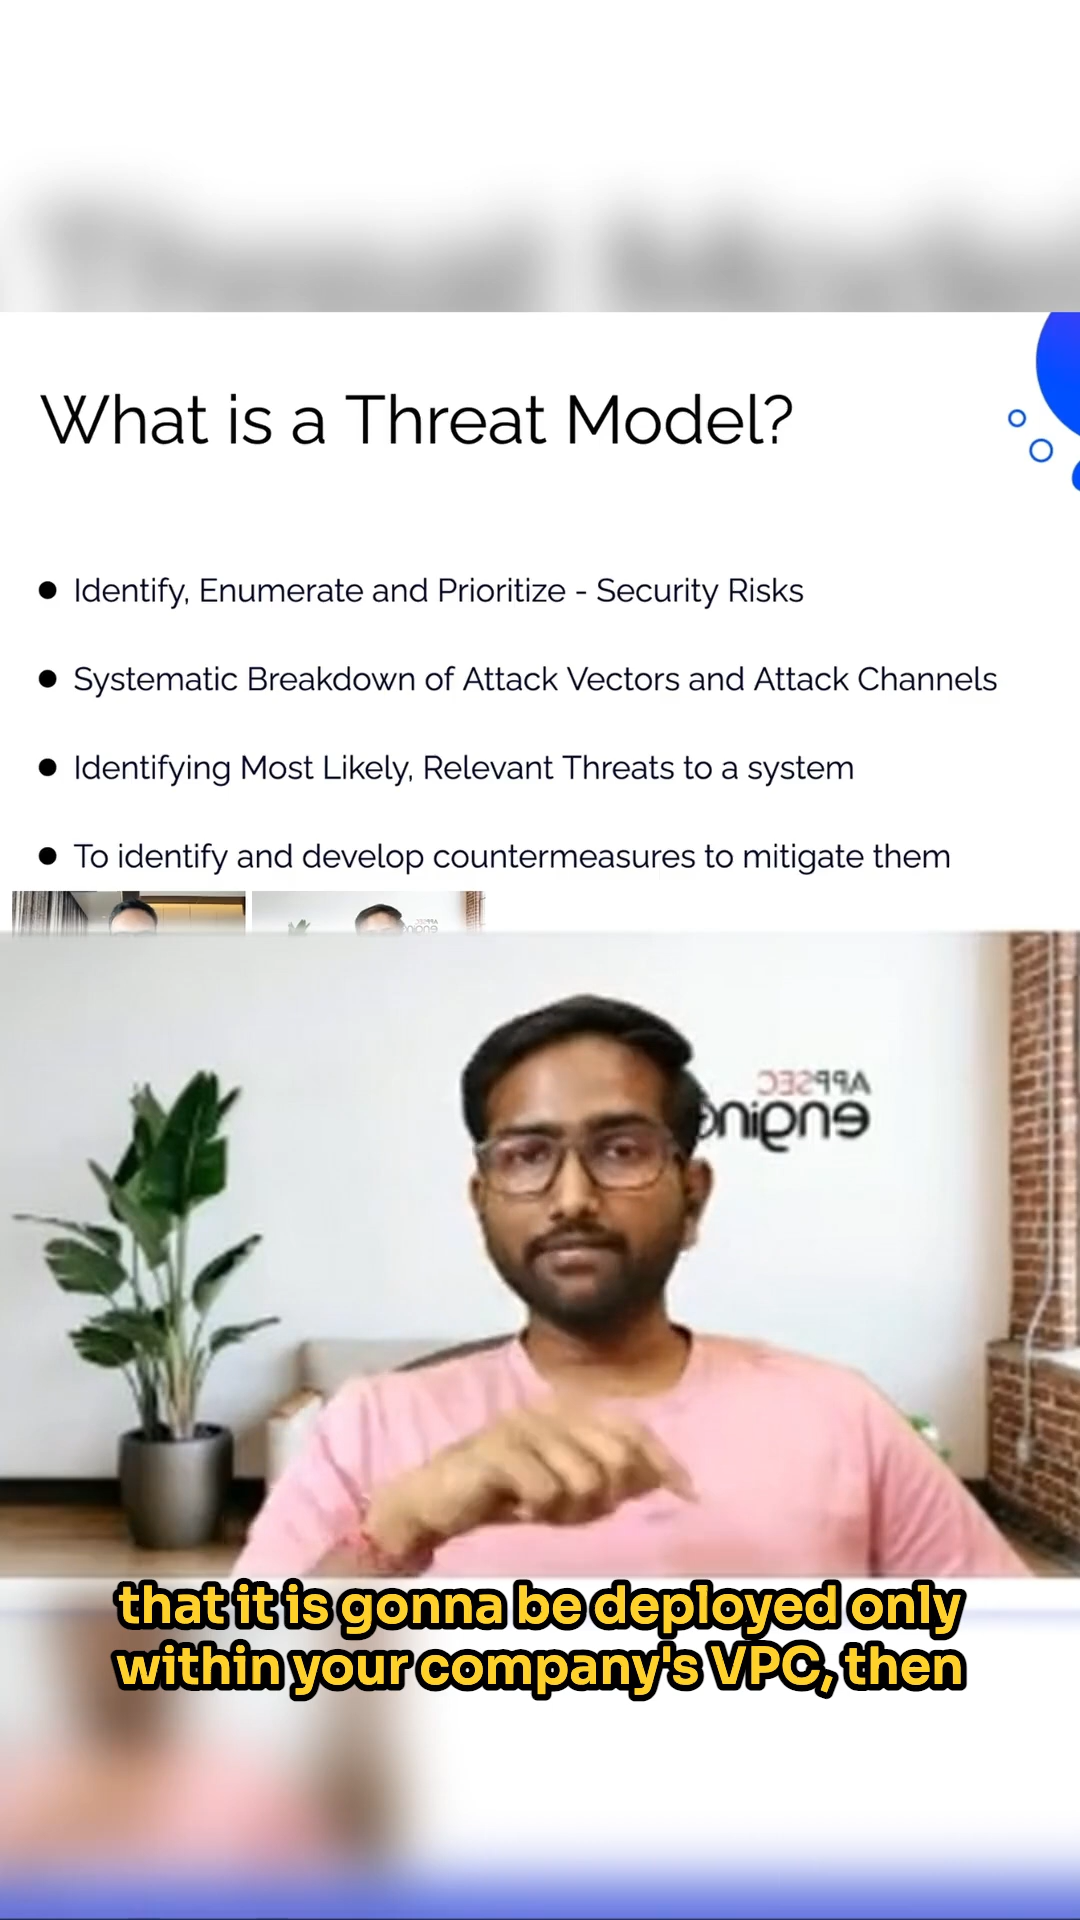 What is a Threat Model?
● Identify, Enumerate and Prioritize - Security Risks
● Systematic Breakdown of Attack Vectors and Attack Channels
● Identifying Most Likely, Relevant Threats to a system
● To identify and develop countermeasures to mitigate them
APPSEC
that it is gonna be deployed only
within your company's VPC, then